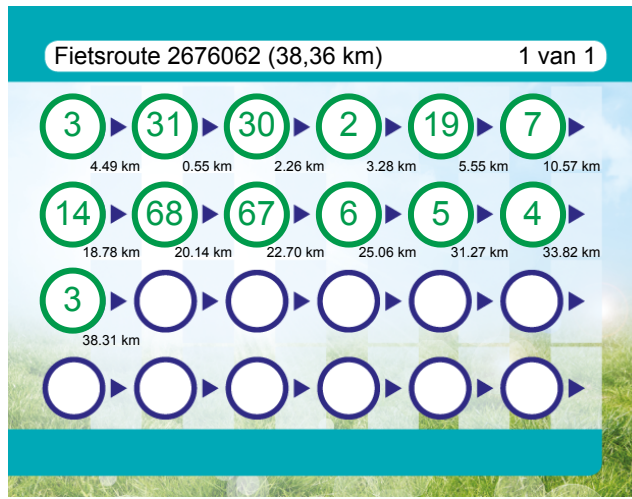 Fietsroute 2676062 (38,36 km) 1 van 1
3 31 30 2 19 7
4.49 km 0.55 km 2.26 km 3.28 km 5.55 km 10.57 km
14 68 67 6 5 4
18.78 km 20.14 km 22.70 km 25.06 km 31.27 km 33.82 km
3
38.31 km